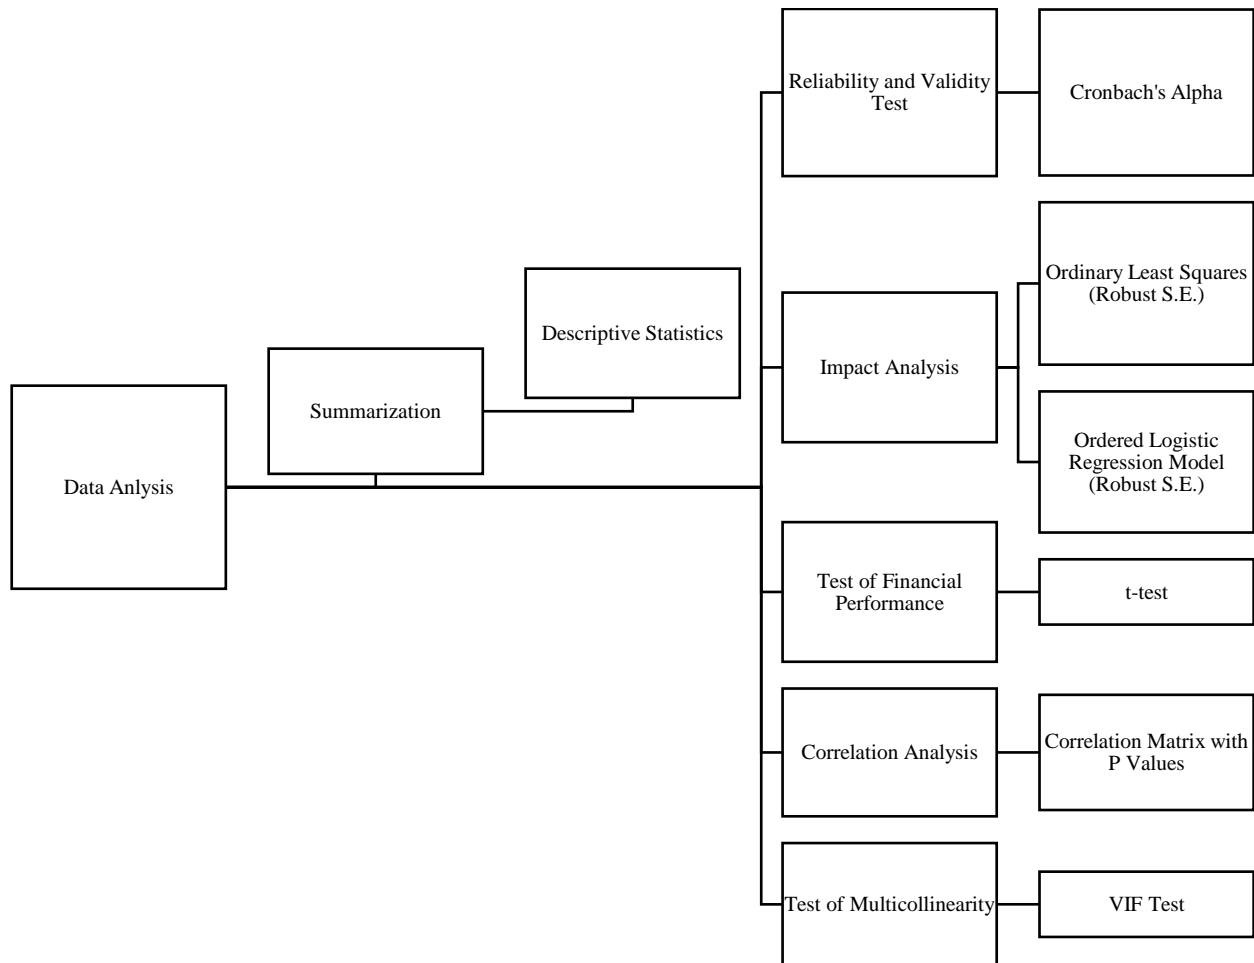 Data Anlysis
Summarization
Descriptive Statistics
Reliability and Validity
Test
Cronbach's Alpha
Impact Analysis
Ordinary Least Squares
(Robust S.E.)
Ordered Logistic
Regression Model
(Robust S.E.)
Test of Financial
Performance
t-test
Correlation Analysis
Correlation Matrix with
P Values
Test of Multicollinearity
VIF Test